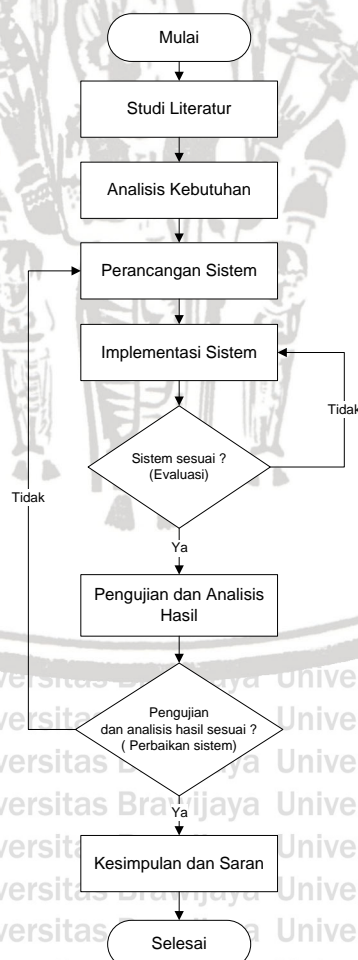 Mulai
Studi Literatur
Analisis Kebutuhan
Perancangan Sistem
Implementasi Sistem
Tidak
Sistem sesuai ?
(Evaluasi)
Tidak
Ya
Pengujian dan Analisis
Hasil
Pengujian
dan analisis hasil sesuai ?
( Perbaikan sistem)
Ya
Kesimpulan dan Saran
Selesai